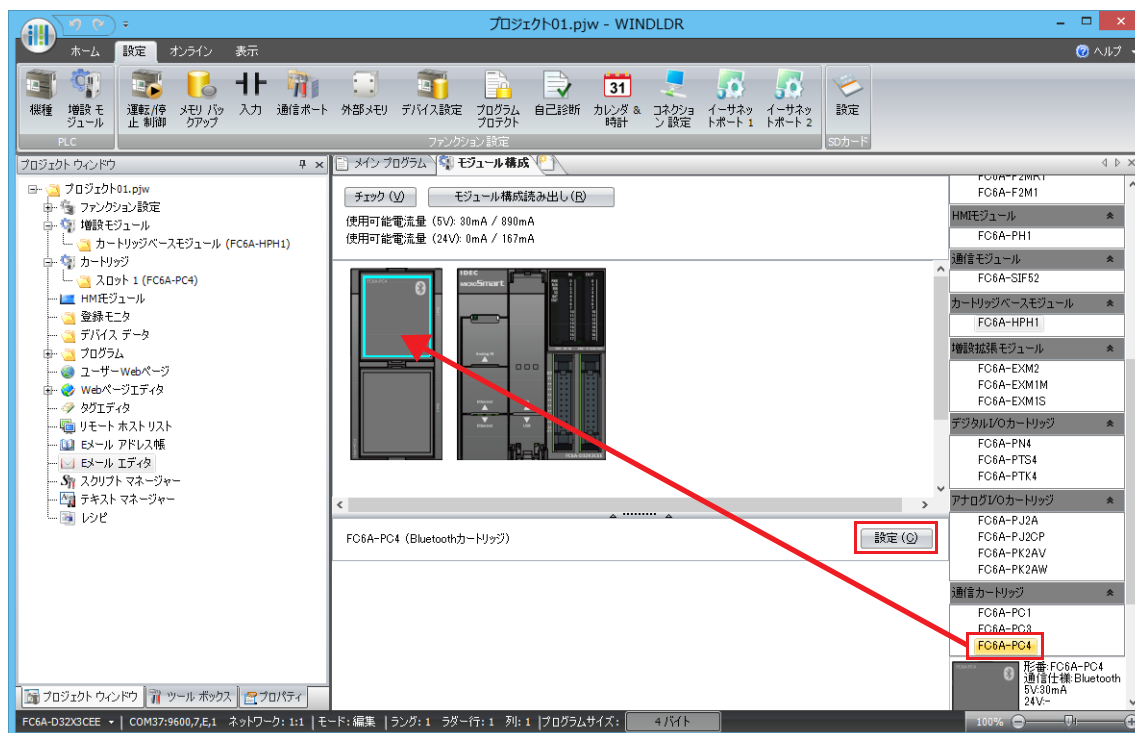 プロジェクト01.pjw - WINDLDR
ホーム 設定 オンライン 表示 ヘルプ
機種 増設モジュール 運転/停止 制御 メモリ バックアップ 入力 通信ポート 外部メモリ デバイス設定 プログラム プロテクト 自己診断 カレンダ & 時計 コネクション 設定 イーサネットポート 1 イーサネットポート 2 設定
31
PLC ファンクション設定 SDカード
プロジェクト ウィンドウ
プロジェクト01.pjw
ファンクション設定
増設モジュール
カートリッジベースモジュール (FC6A-HPH1)
カートリッジ
スロット 1 (FC6A-PC4)
HMIモジュール
登録モニタ
デバイス データ
プログラム
ユーザーWebページ
Webページエディタ
タグエディタ
リモート ホスト リスト
Eメール アドレス帳
Eメール エディタ
スクリプト マネージャー
テキスト マネージャー
レシピ
プロジェクト ウィンドウ ツール ボックス プロパティ
メイン プログラム モジュール構成
チェック (V) モジュール構成読み出し(R)
使用可能電流量 (5V): 30mA / 890mA
使用可能電流量 (24V): 0mA / 167mA
FC6A-PC4
IDEC
MICROSmart
IN OUT
Analog IN
Ethernet
Ethernet
USB
FC6A-D32X3CEE
FC6A-PC4 (Bluetoothカートリッジ)
設定 (C)
FC6A-F2MR1
FC6A-F2M1
HMIモジュール
FC6A-PH1
通信モジュール
FC6A-SIF52
カートリッジベースモジュール
FC6A-HPH1
増設拡張モジュール
FC6A-EXM2
FC6A-EXM1M
FC6A-EXM1S
デジタルI/Oカートリッジ
FC6A-PN4
FC6A-PTS4
FC6A-PTK4
アナログI/Oカートリッジ
FC6A-PJ2A
FC6A-PJ2CP
FC6A-PK2AV
FC6A-PK2AW
通信カートリッジ
FC6A-PC1
FC6A-PC3
FC6A-PC4
形番:FC6A-PC4
通信仕様:Bluetooth
5V:30mA
24V:-
FC6A-D32X3CEE COM37:9600,7,E,1 ネットワーク: 1:1 モード: 編集 ラング: 1 ラダー行: 1 列: 1 プログラムサイズ: 4 バイト 100%